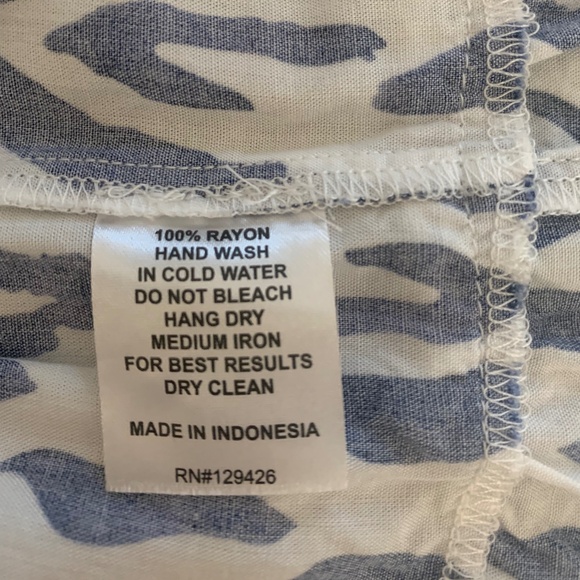 100% RAYON
HAND WASH
IN COLD WATER
DO NOT BLEACH
HANG DRY
MEDIUM IRON
FOR BEST RESULTS
DRY CLEAN
MADE IN INDONESIA
RN#129426